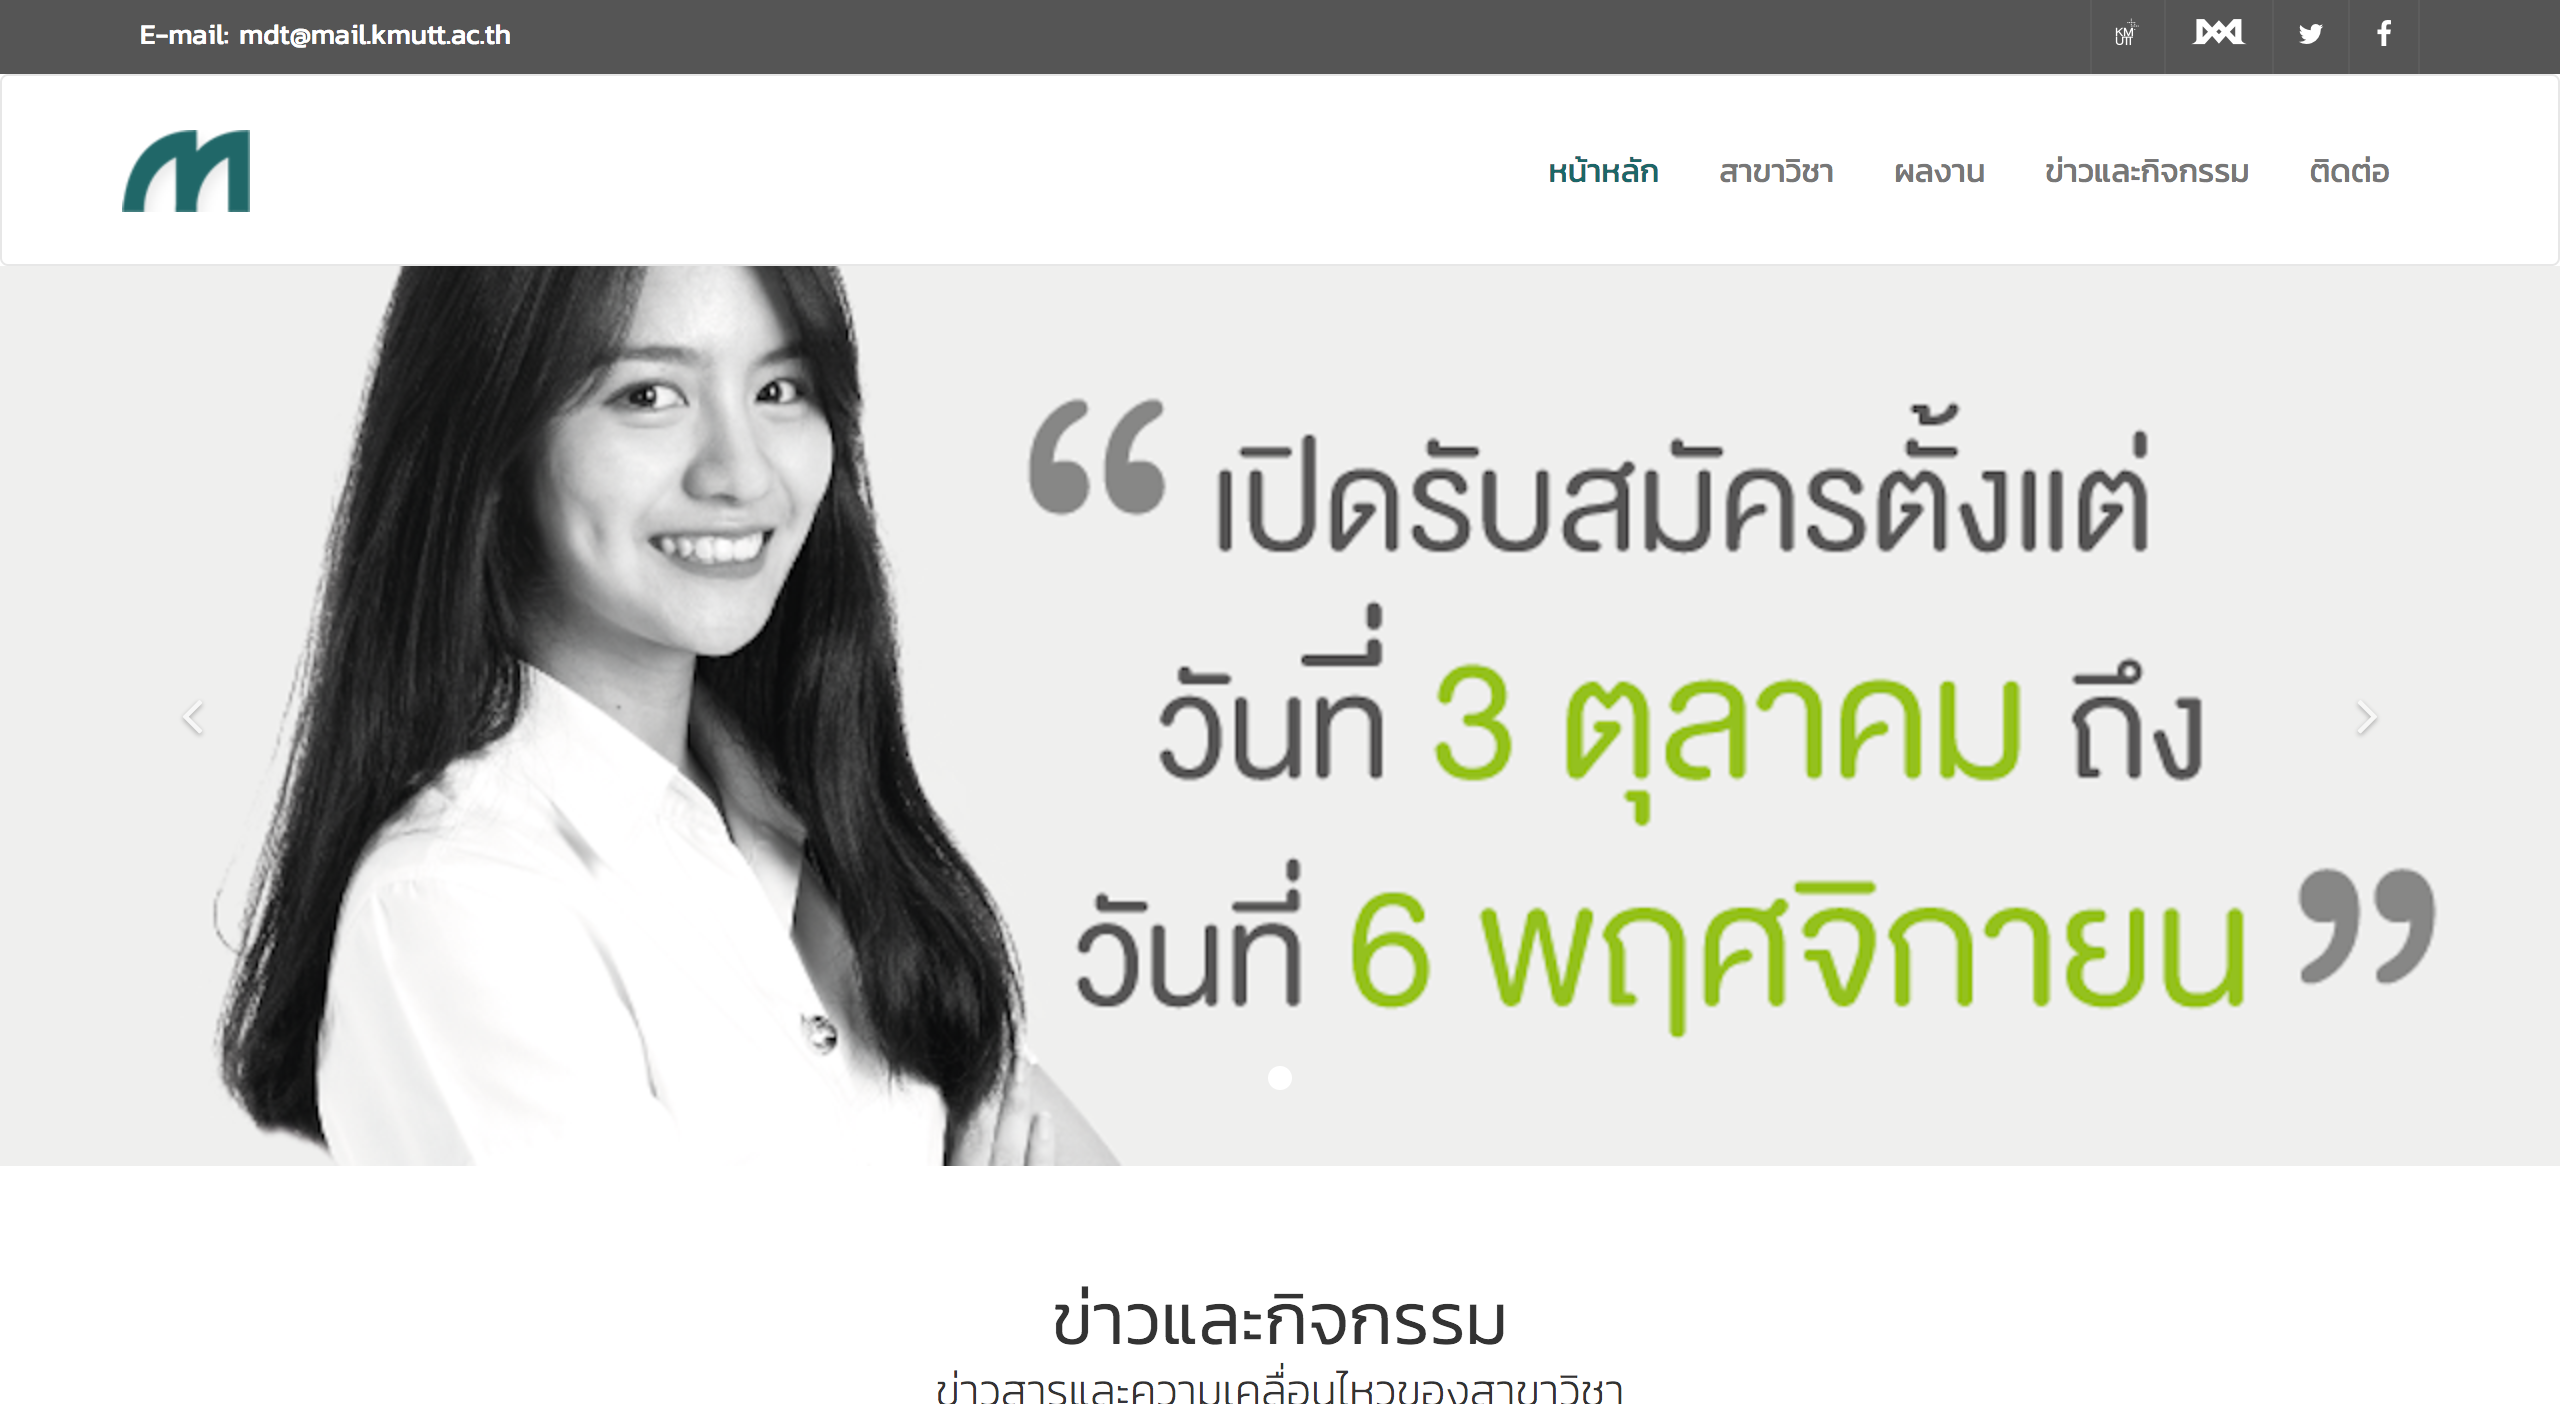 E-mail: mdt@mail.kmutt.ac.th
KM
UTT
หน้าหลัก สาขาวิชา ผลงาน ข่าวและกิจกรรม ติดต่อ
“ เปิดรับสมัครตั้งแต่
วันที่ 3 ตุลาคม ถึง
วันที่ 6 พฤศจิกายน ”
ข่าวและกิจกรรม
ข่าวสารและความเคลื่อนไหวของสาขาวิชา